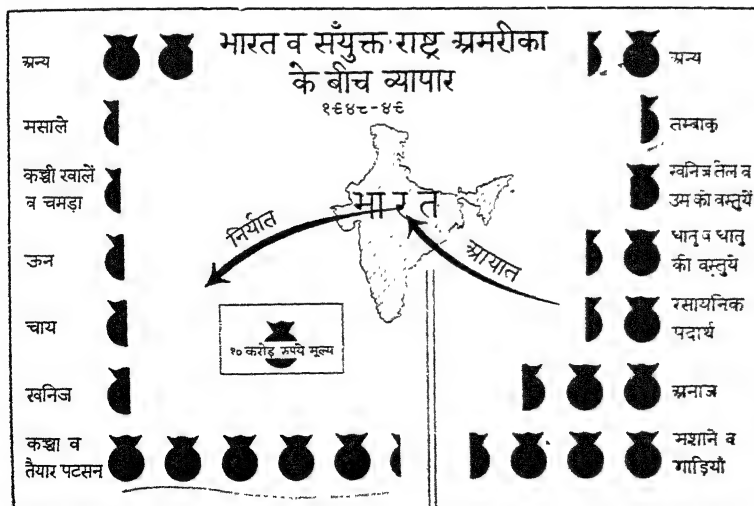 भारत व सँयुक्त राष्ट्र अमरीका
के बीच व्यापार
१९४८-४९
अन्य
मसाले
कच्ची खालें
व चमड़ा
ऊन
चाय
खनिज
कच्चा व
तैयार पटसन
भारत
निर्यात
आयात
१० करोड़ रुपये मूल्य
अन्य
तम्बाकू
खनिज तेल व
उस की वस्तुयें
धातु व धातु
की वस्तुयें
रसायनिक
पदार्थ
अनाज
मशीने व
गाड़ियाँ